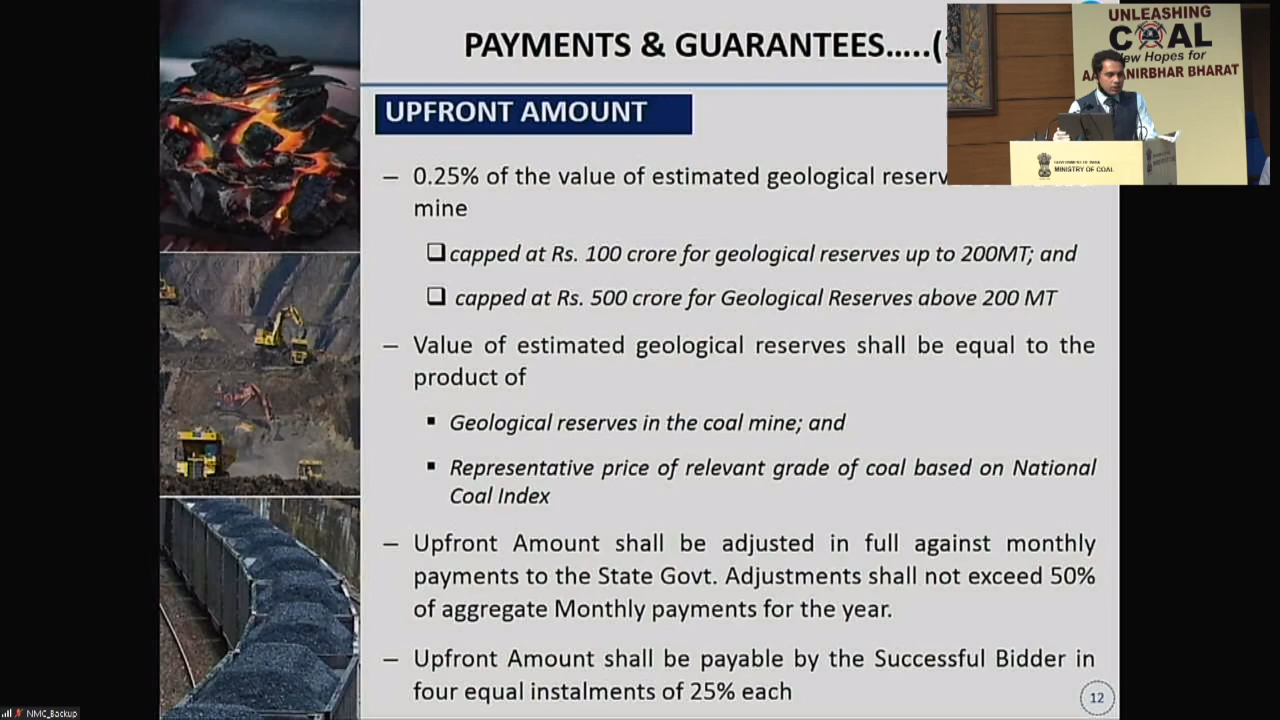 PAYMENTS & GUARANTEES.....(
UPFRONT AMOUNT
– 0.25% of the value of estimated geological
mine
❑ capped at Rs. 100 crore for geological reserves up to 200MT; and
❑ capped at Rs. 500 crore for Geological Reserves above 200 MT
– Value of estimated geological reserves shall be equal to the
product of
▪ Geological reserves in the coal mine; and
▪ Representative price of relevant grade of coal based on National
Coal Index
– Upfront Amount shall be adjusted in full against monthly
payments to the State Govt. Adjustments shall not exceed 50%
of aggregate Monthly payments for the year.
– Upfront Amount shall be payable by the Successful Bidder in
four equal instalments of 25% each
12
UNLEASHING
COAL
New Hopes for
BHARAT
GOVERNMENT OF INDIA
MINISTRY OF COAL
NMC_Backup